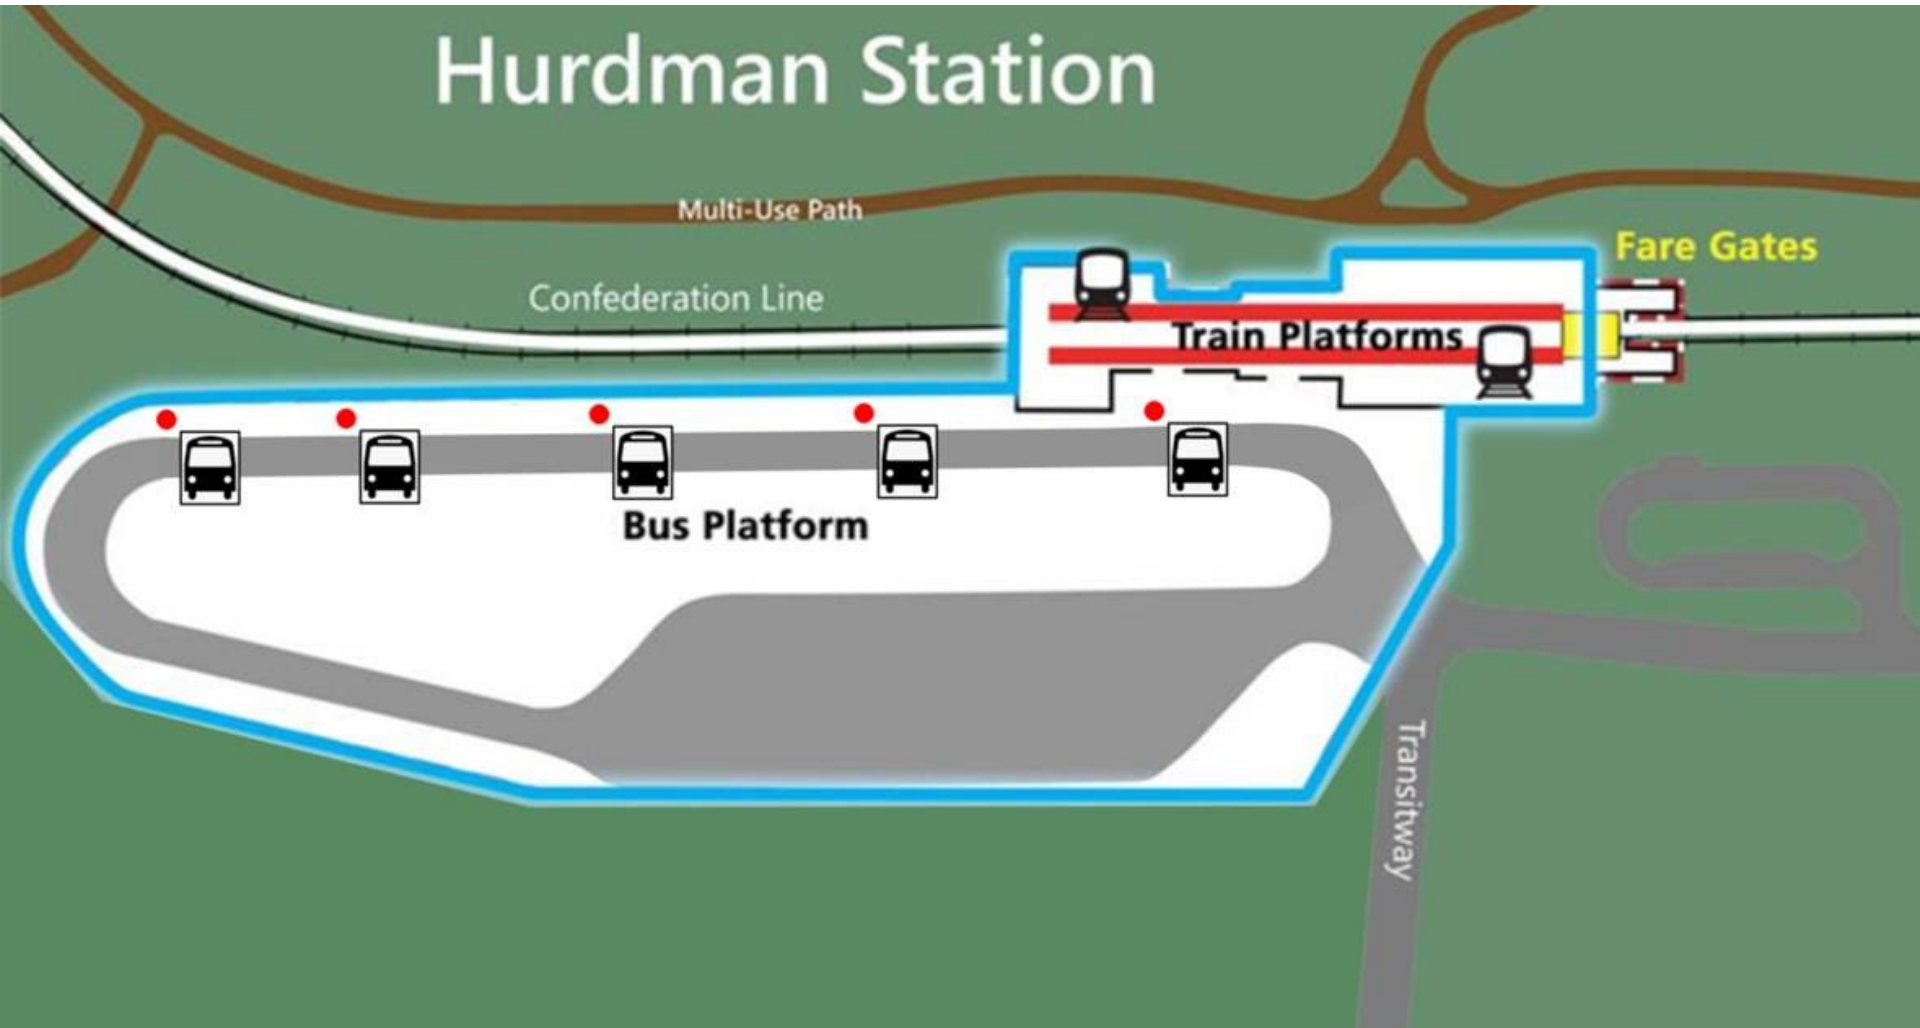 Hurdman Station
Multi-Use Path
Fare Gates
Confederation Line
Train Platforms
Bus Platform
Transitway